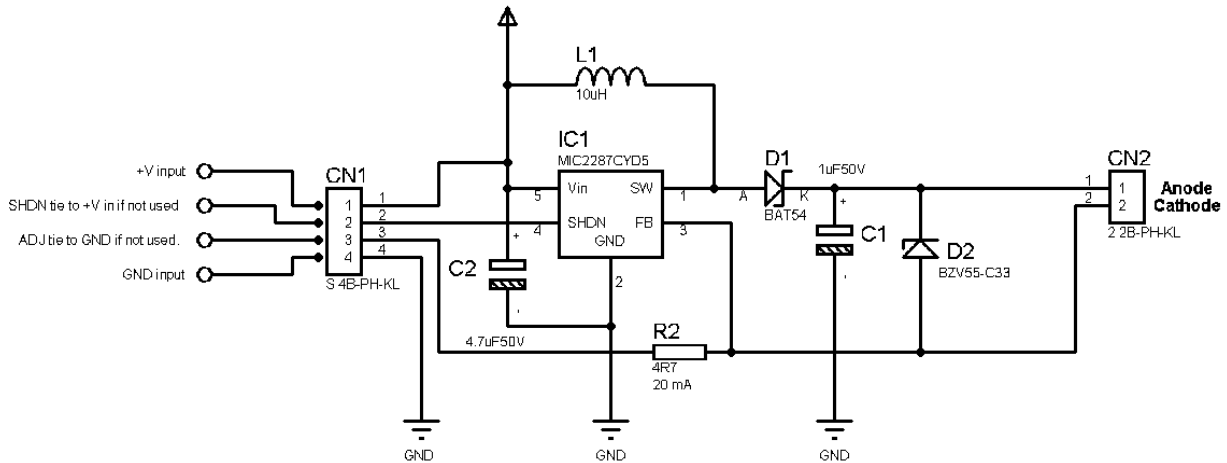 L1
10uH
IC1
MIC2287CYD5
+V input
SHDN tie to +V in if not used
ADJ tie to GND if not used.
GND input
CN1
1
2
3
4
1
2
3
4
S 4B-PH-KL
5
Vin
SW
1
4
SHDN
FB
3
GND
2
+
C2
-
4.7uF50V
D1
A
K
BAT54
1uF50V
+
C1
-
D2
BZV55-C33
CN2
1
2
1
2
Anode
Cathode
2 2B-PH-KL
R2
4R7
20 mA
GND
GND
GND